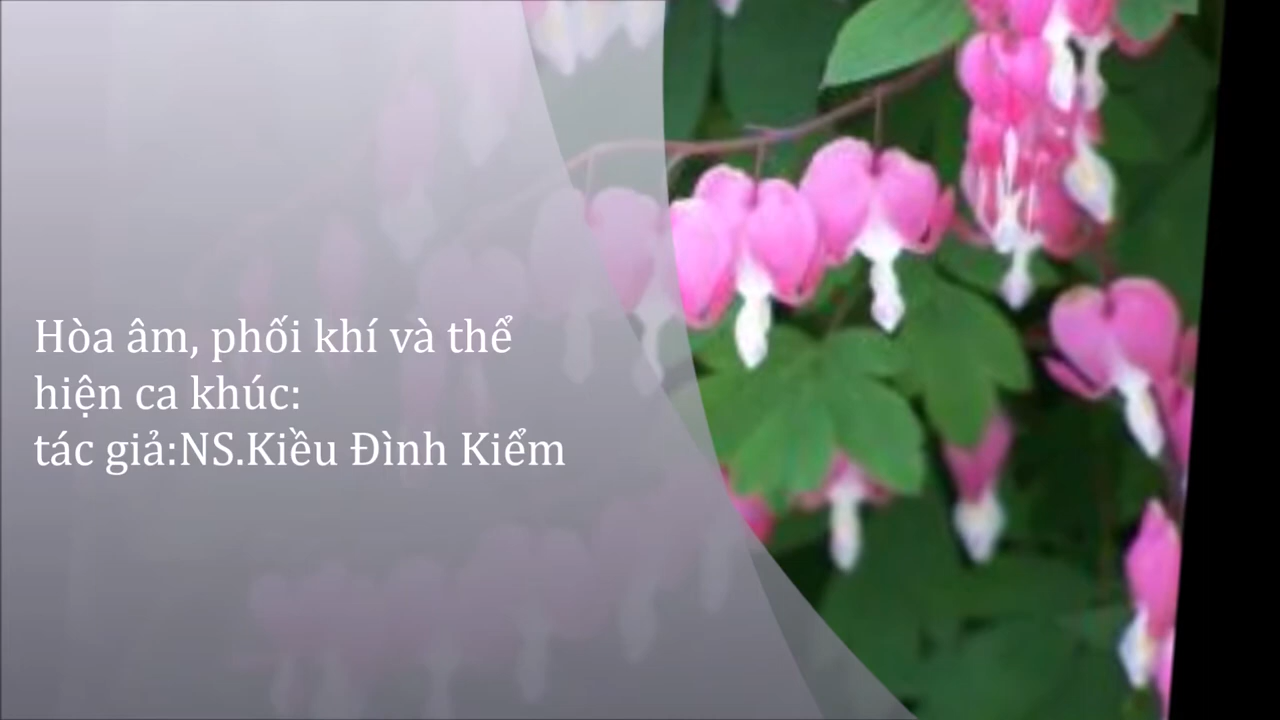 Hòa âm, phối khí và thể
hiện ca khúc:
tác giả:NS.Kiều Đình Kiểm